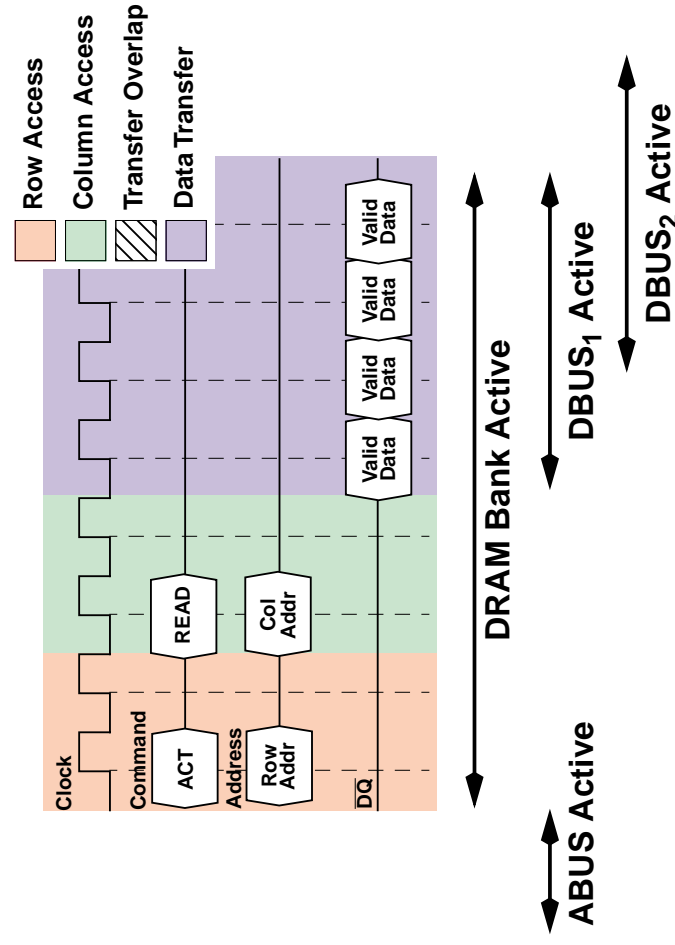 Row Access
Column Access
Transfer Overlap
Data Transfer
Clock
Command
ACT
READ
Address
Row
Addr
Col
Addr
DQ
Valid
Data
Valid
Data
Valid
Data
Valid
Data
DRAM Bank Active
ABUS Active
DBUS₁ Active
DBUS₂ Active